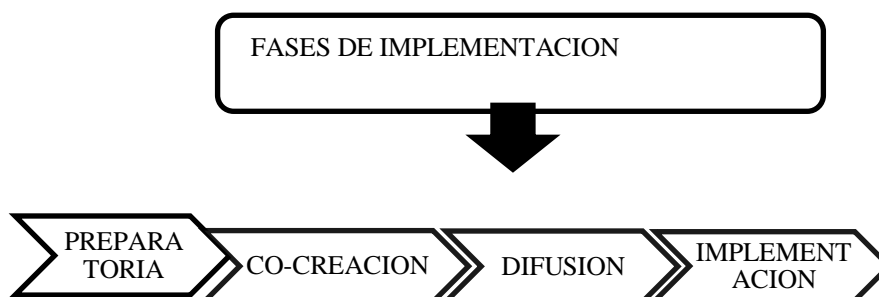 FASES DE IMPLEMENTACION
PREPARA
TORIA
CO-CREACION
DIFUSION
IMPLEMENT
ACION